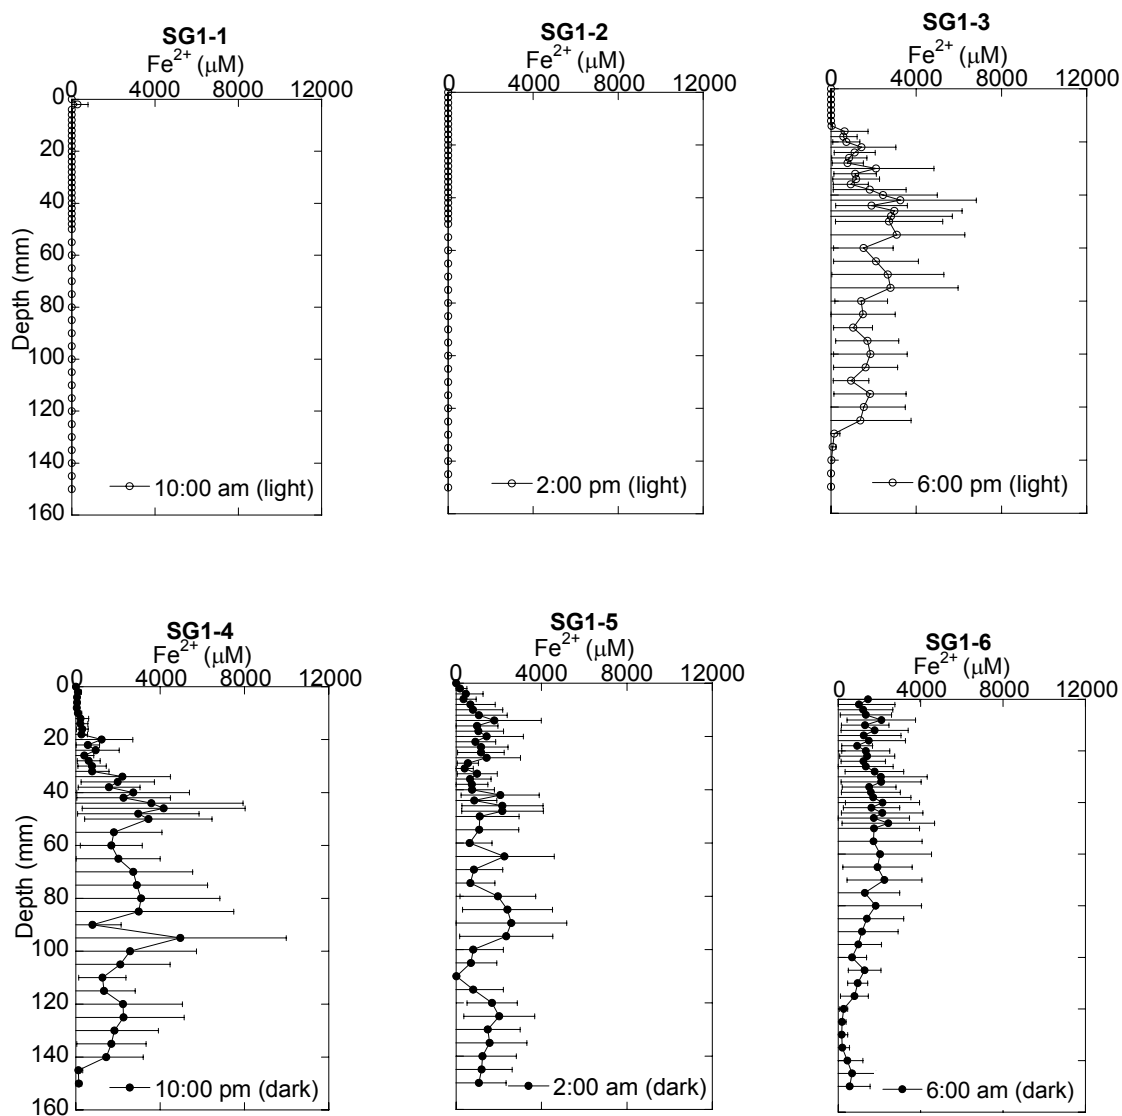 SG1-1
Fe2+ (μM)
0 4000 8000 12000
0
20
40
60
80
100
120
140
160
Depth (mm)
10:00 am (light)
SG1-2
Fe2+ (μM)
0 4000 8000 12000
2:00 pm (light)
SG1-3
Fe2+ (μM)
0 4000 8000 12000
6:00 pm (light)
SG1-4
Fe2+ (μM)
0 4000 8000 12000
0
20
40
60
80
100
120
140
160
Depth (mm)
10:00 pm (dark)
SG1-5
Fe2+ (μM)
0 4000 8000 12000
2:00 am (dark)
SG1-6
Fe2+ (μM)
0 4000 8000 12000
6:00 am (dark)